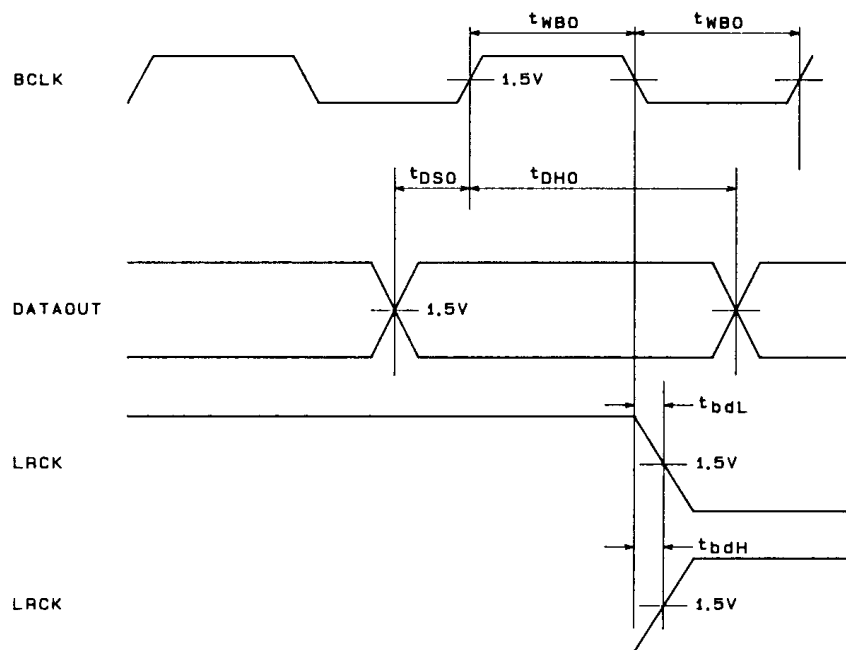 tWBO tWBO
BCLK 1.5V
tDSO tDHO
DATAOUT 1.5V
tbdL
LRCK 1.5V
tbdH
LRCK 1.5V